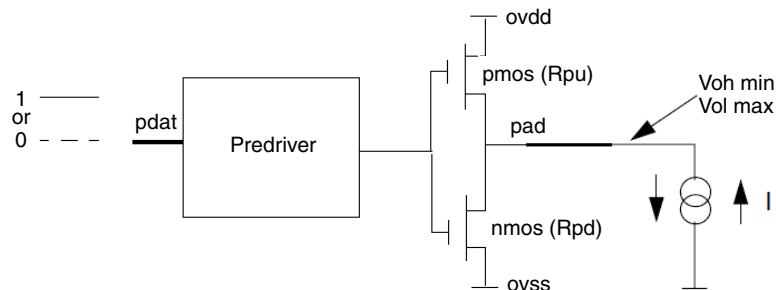 ovdd
pmos (Rpu)
Voh min
Vol max
1
or
0
pdat
Predriver
pad
I
nmos (Rpd)
ovss